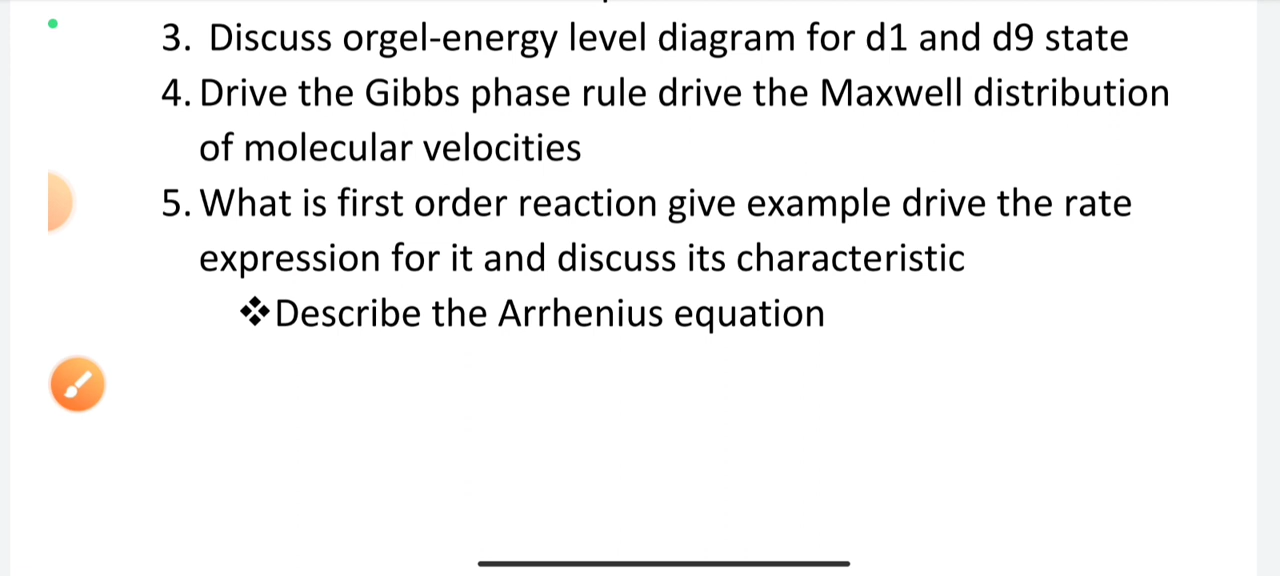 3. Discuss orgel-energy level diagram for d1 and d9 state
4. Drive the Gibbs phase rule drive the Maxwell distribution
of molecular velocities
5. What is first order reaction give example drive the rate
expression for it and discuss its characteristic
❖ Describe the Arrhenius equation